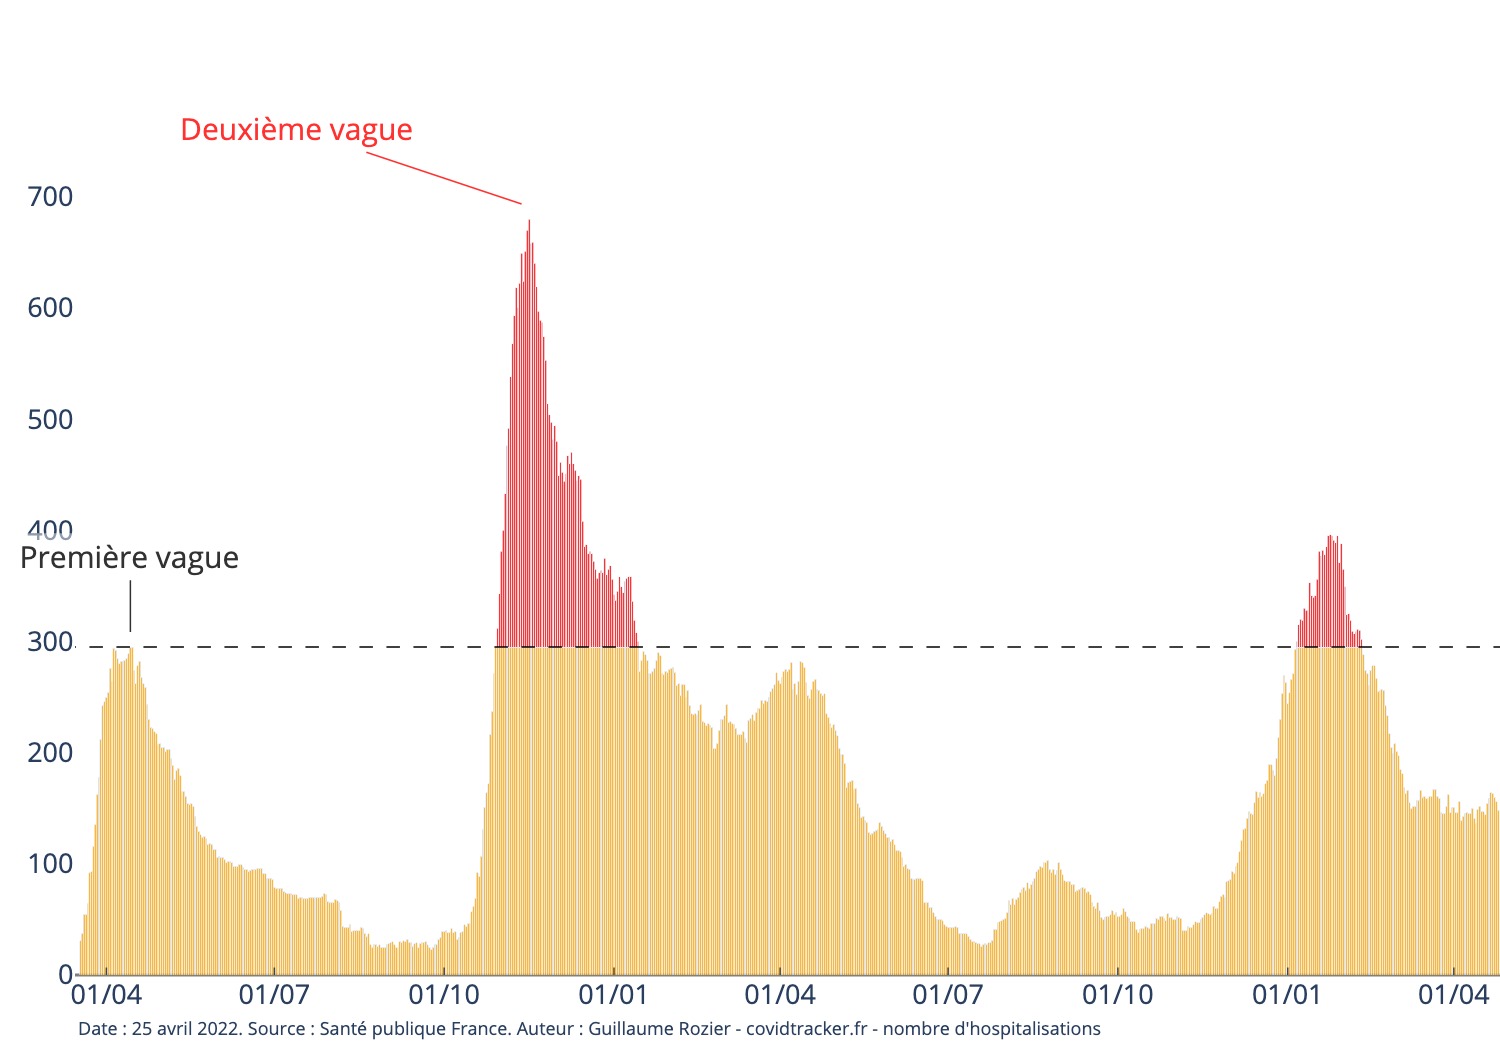 Deuxième vague
700
600
500
400
Première vague
300
200
100
0
01/04 01/07 01/10 01/01 01/04 01/07 01/10 01/01 01/04
Date : 25 avril 2022. Source : Santé publique France. Auteur : Guillaume Rozier - covidtracker.fr - nombre d'hospitalisations